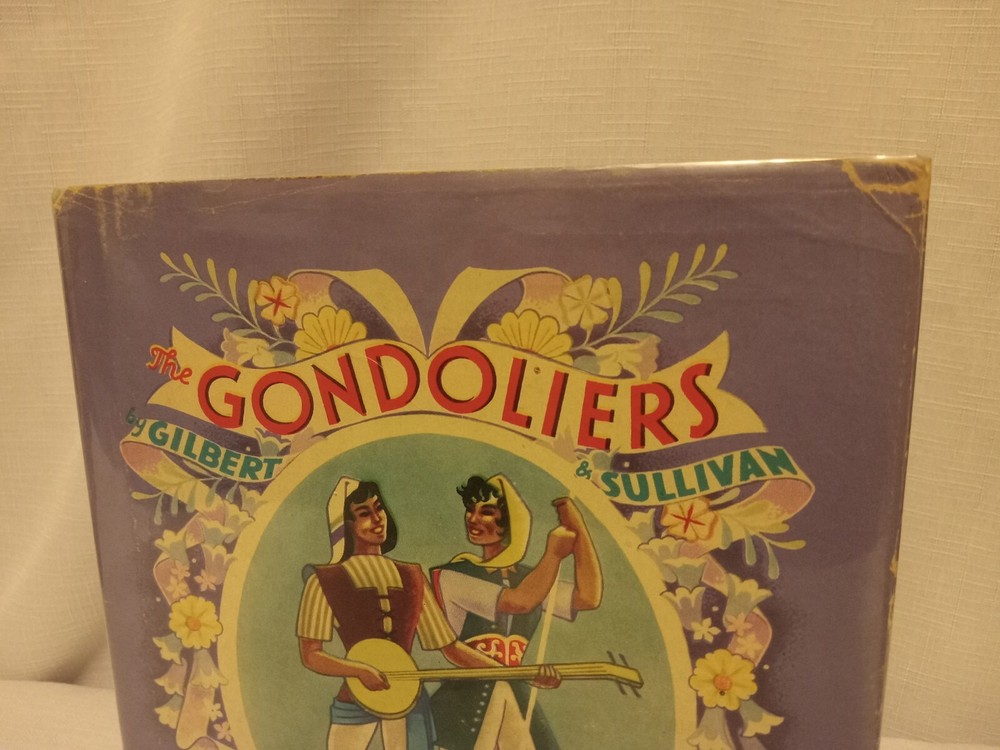 The GONDOLIERS
by GILBERT & SULLIVAN